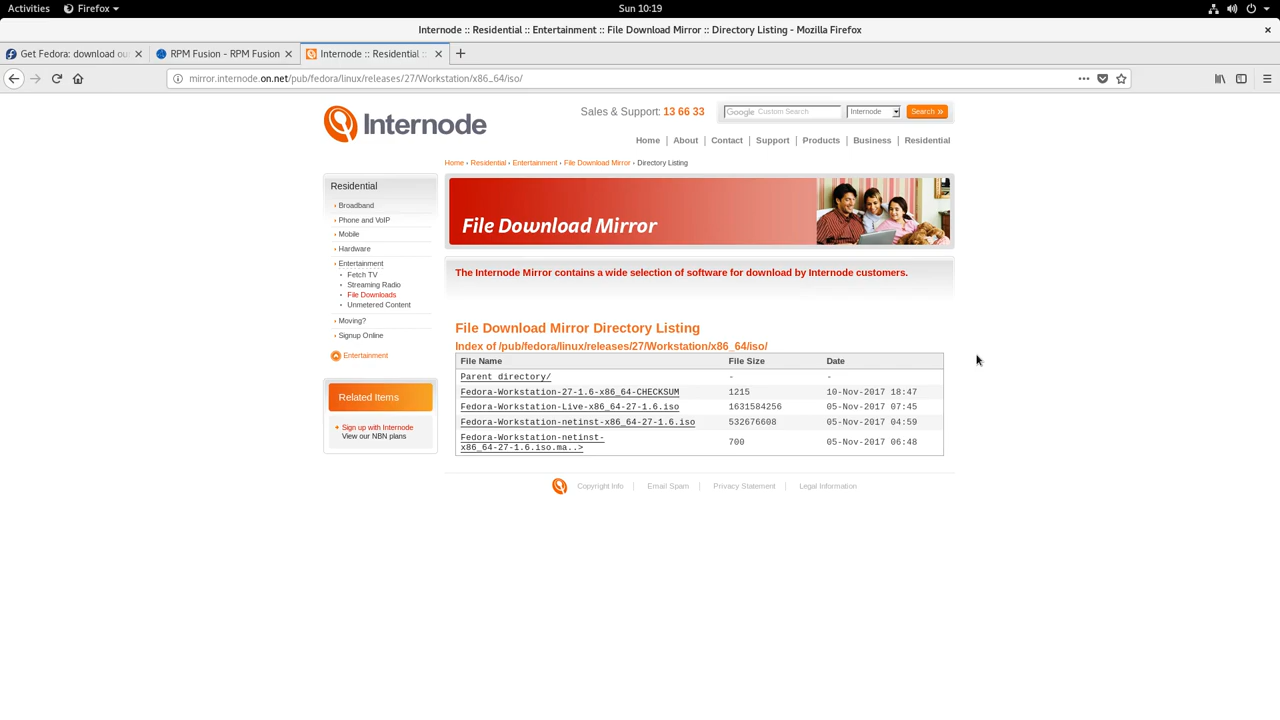 Activities Firefox Sun 10:19
Internode :: Residential :: Entertainment :: File Download Mirror :: Directory Listing - Mozilla Firefox
Get Fedora: download ou RPM Fusion - RPM Fusion Internode :: Residential ::
mirror.internode.on.net/pub/fedora/linux/releases/27/Workstation/x86_64/iso/
Internode
Sales & Support: 13 66 33
Google Custom Search Internode Search »
Home | About | Contact | Support | Products | Business | Residential
Home › Residential › Entertainment › File Download Mirror › Directory Listing
Residential
Broadband
Phone and VoIP
Mobile
Hardware
Entertainment
Fetch TV
Streaming Radio
File Downloads
Unmetered Content
Moving?
Signup Online
Entertainment
Related Items
Sign up with Internode
View our NBN plans
File Download Mirror
The Internode Mirror contains a wide selection of software for download by Internode customers.
File Download Mirror Directory Listing
Index of /pub/fedora/linux/releases/27/Workstation/x86_64/iso/
File Name File Size Date
Parent directory/ - -
Fedora-Workstation-27-1.6-x86_64-CHECKSUM 1215 10-Nov-2017 18:47
Fedora-Workstation-Live-x86_64-27-1.6.iso 1631584256 05-Nov-2017 07:45
Fedora-Workstation-netinst-x86_64-27-1.6.iso 532676608 05-Nov-2017 04:59
Fedora-Workstation-netinst-
x86_64-27-1.6.iso.ma..> 700 05-Nov-2017 06:48
Copyright Info | Email Spam | Privacy Statement | Legal Information